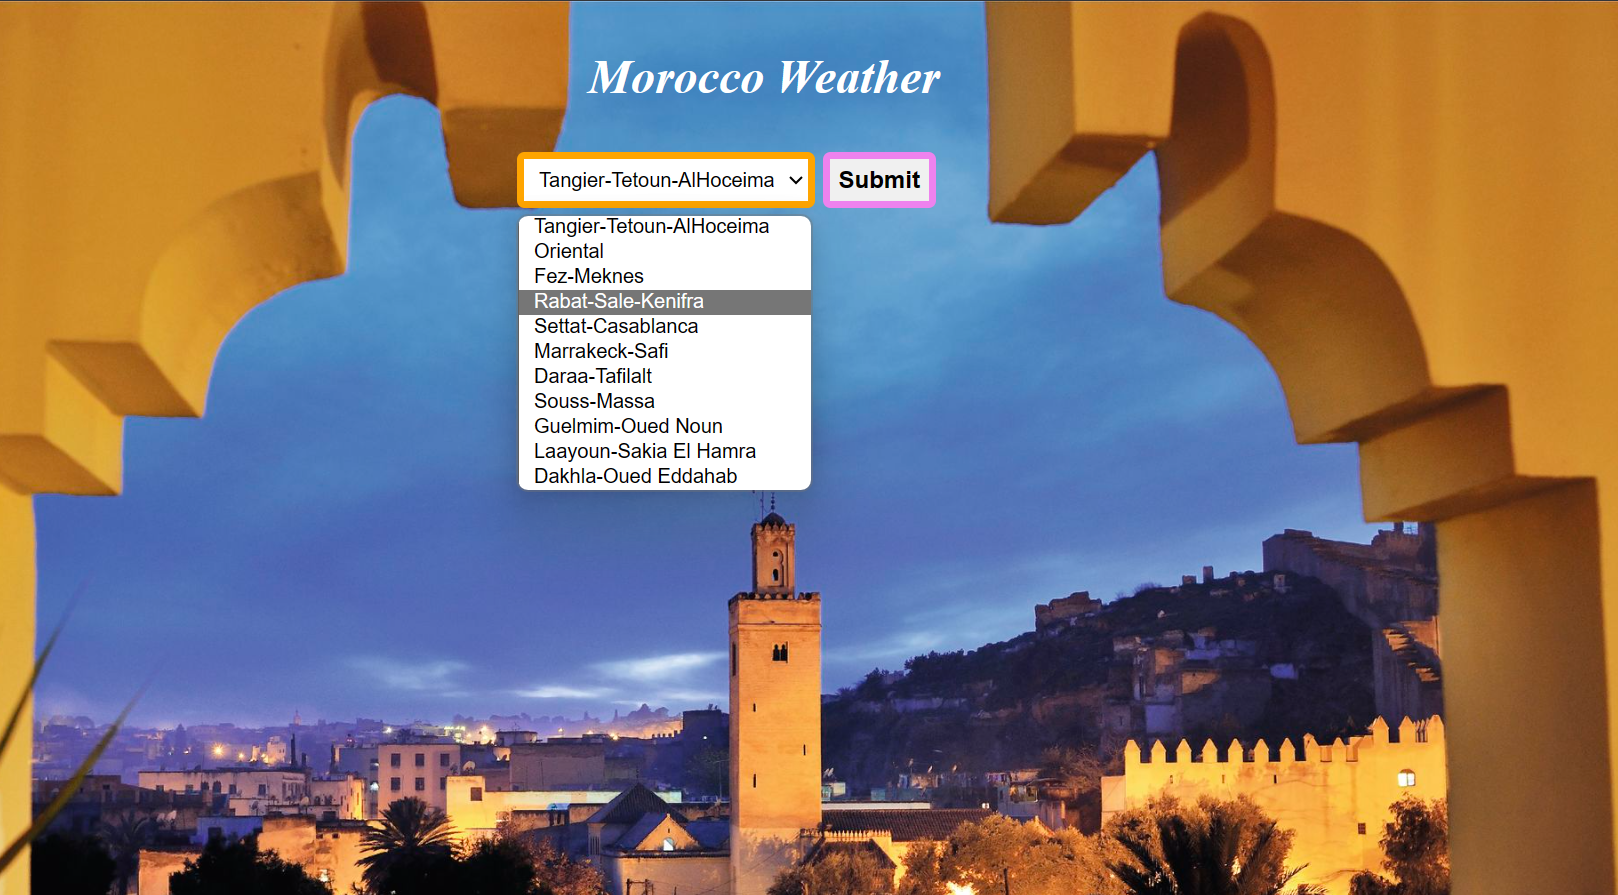 Morocco Weather
Tangier-Tetoun-AlHoceima
Submit
Tangier-Tetoun-AlHoceima
Oriental
Fez-Meknes
Rabat-Sale-Kenifra
Settat-Casablanca
Marrakeck-Safi
Daraa-Tafilalt
Souss-Massa
Guelmim-Oued Noun
Laayoun-Sakia El Hamra
Dakhla-Oued Eddahab